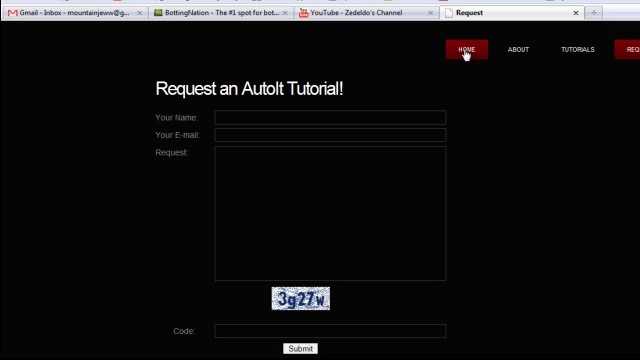 Gmail - Inbox - mountainjeww@g...
BottingNation - The #1 spot for bot...
YouTube - Zedeldo's Channel
Request
HOME
ABOUT
TUTORIALS
REQ
Request an AutoIt Tutorial!
Your Name:
Your E-mail:
Request:
3g27w
Code:
Submit